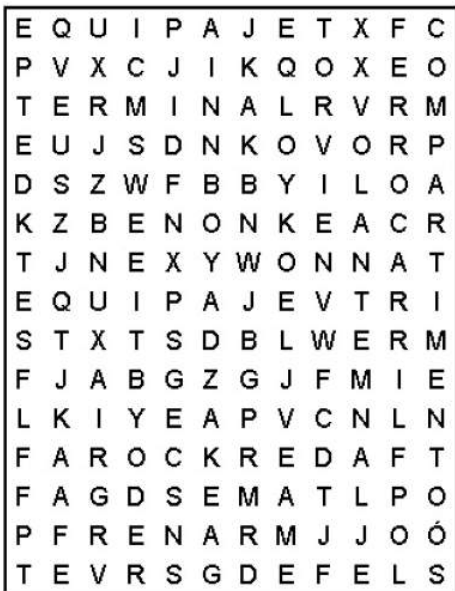 E Q U I P A J E T X F C
P V X C J I K Q O X E O
T E R M I N A L R V R M
E U J S D N K O V O R P
D S Z W F B B Y I L O A
K Z B E N O N K E A C R
T J N E X Y W O N N A T
E Q U I P A J E V T R I
S T X T S D B L W E R M
F J A B G Z G J F M I E
L K I Y E A P V C N L N
F A R O C K R E D A F T
F A G D S E M A T L P O
P F R E N A R M J J O Ó
T E V R S G D E F E L S